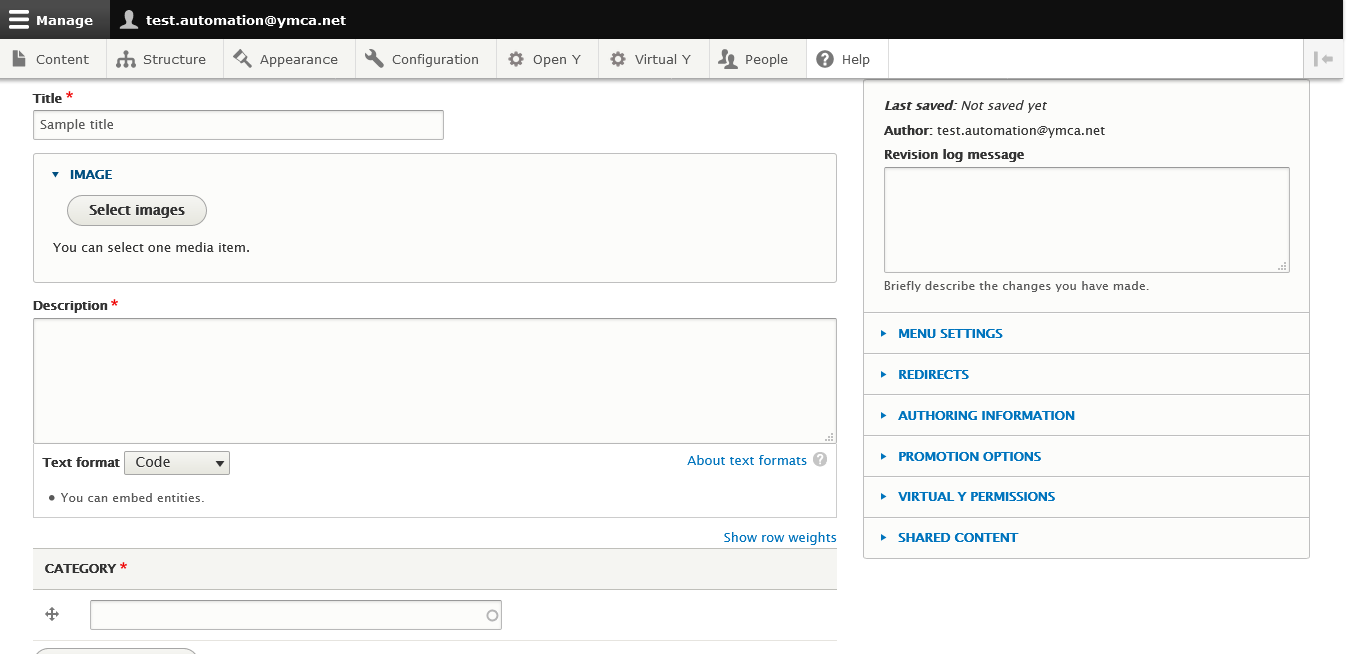 Manage test.automation@ymca.net
Content Structure Appearance Configuration Open Y Virtual Y People Help
Title *
Sample title
IMAGE
Select images
You can select one media item.
Description *
Text format Code About text formats ?
You can embed entities.
Show row weights
CATEGORY *
Last saved: Not saved yet
Author: test.automation@ymca.net
Revision log message
Briefly describe the changes you have made.
MENU SETTINGS
REDIRECTS
AUTHORING INFORMATION
PROMOTION OPTIONS
VIRTUAL Y PERMISSIONS
SHARED CONTENT